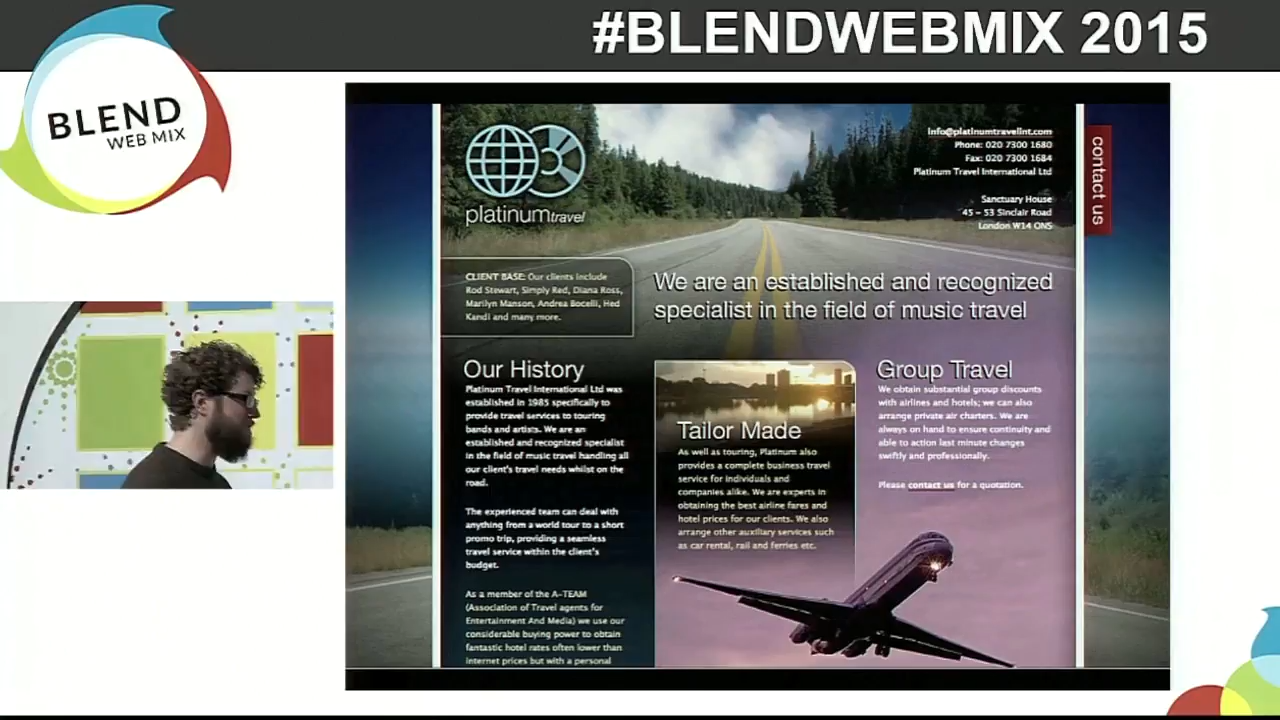 #BLENDWEBMIX 2015
BLEND
WEB MIX
platinumtravel
info@platinumtravelint.com
Phone: 020 7300 1680
Fax: 020 7300 1684
Platinum Travel International Ltd
Sanctuary House
45 - 53 Sinclair Road
London W14 0NS
contact us
CLIENT BASE: Our clients include
Rod Stewart, Simply Red, Diana Ross,
Marilyn Manson, Andrea Bocelli, Hed
Kandi and many more.
We are an established and recognized
specialist in the field of music travel
Our History
Platinum Travel International Ltd was
established in 1985 specifically to
provide travel services to touring
bands and artists. We are an
established and recognized specialist
in the field of music travel handling all
our client's travel needs whilst on the
road.
The experienced team can deal with
anything from a world tour to a short
promo trip, providing a seamless
travel service within the client's
budget.
As a member of the A-TEAM
(Association of Travel agents for
Entertainment And Media) we use our
considerable buying power to obtain
fantastic hotel rates often lower than
internet prices but with a personal
Tailor Made
As well as touring, Platinum also
provides a complete business travel
service for individuals and
companies alike. We are experts in
obtaining the best airline fares and
hotel prices for our clients. We also
arrange other auxiliary services such
as car rental, rail and ferries etc.
Group Travel
We obtain substantial group discounts
with airlines and hotels; we can also
arrange private air charters. We are
always on hand to ensure continuity and
able to action last minute changes
swiftly and professionally.
Please contact us for a quotation.